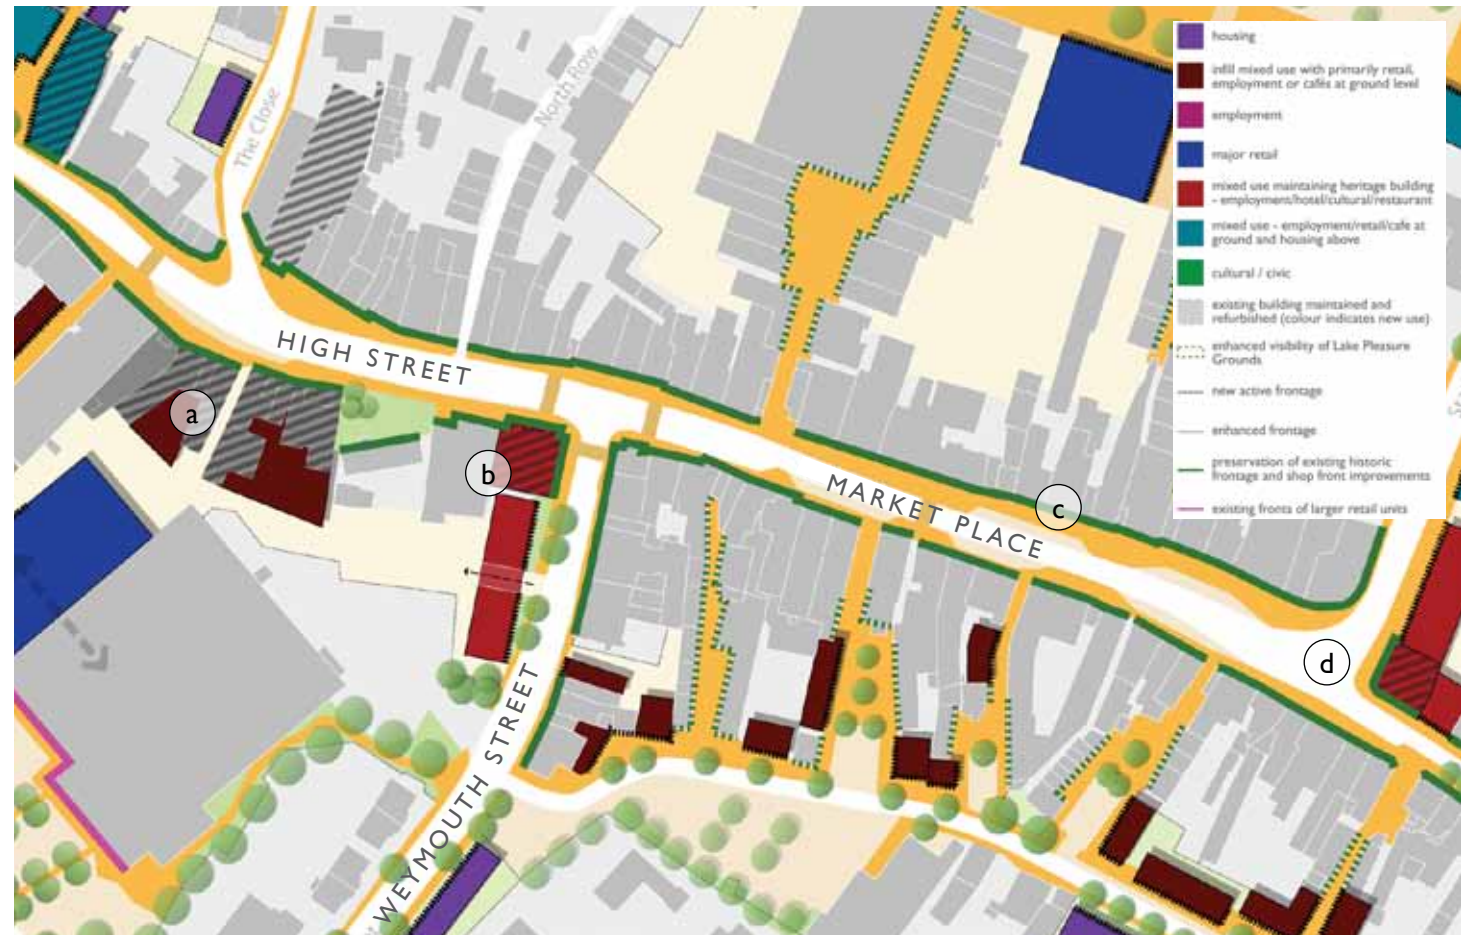 The Close
North Row
HIGH STREET
MARKET PLACE
WEYMOUTH STREET
a
b
c
d
housing
infill mixed use with primarily retail,
employment or cafés at ground level
employment
major retail
mixed use maintaining heritage building
- employment/hotel/cultural/restaurant
mixed use - employment/retail/cafe at
ground and housing above
cultural / civic
existing building maintained and
refurbished (colour indicates new use)
enhanced visibility of Lake Pleasure
Grounds
new active frontage
enhanced frontage
preservation of existing historic
frontage and shop front improvements
existing fronts of larger retail units